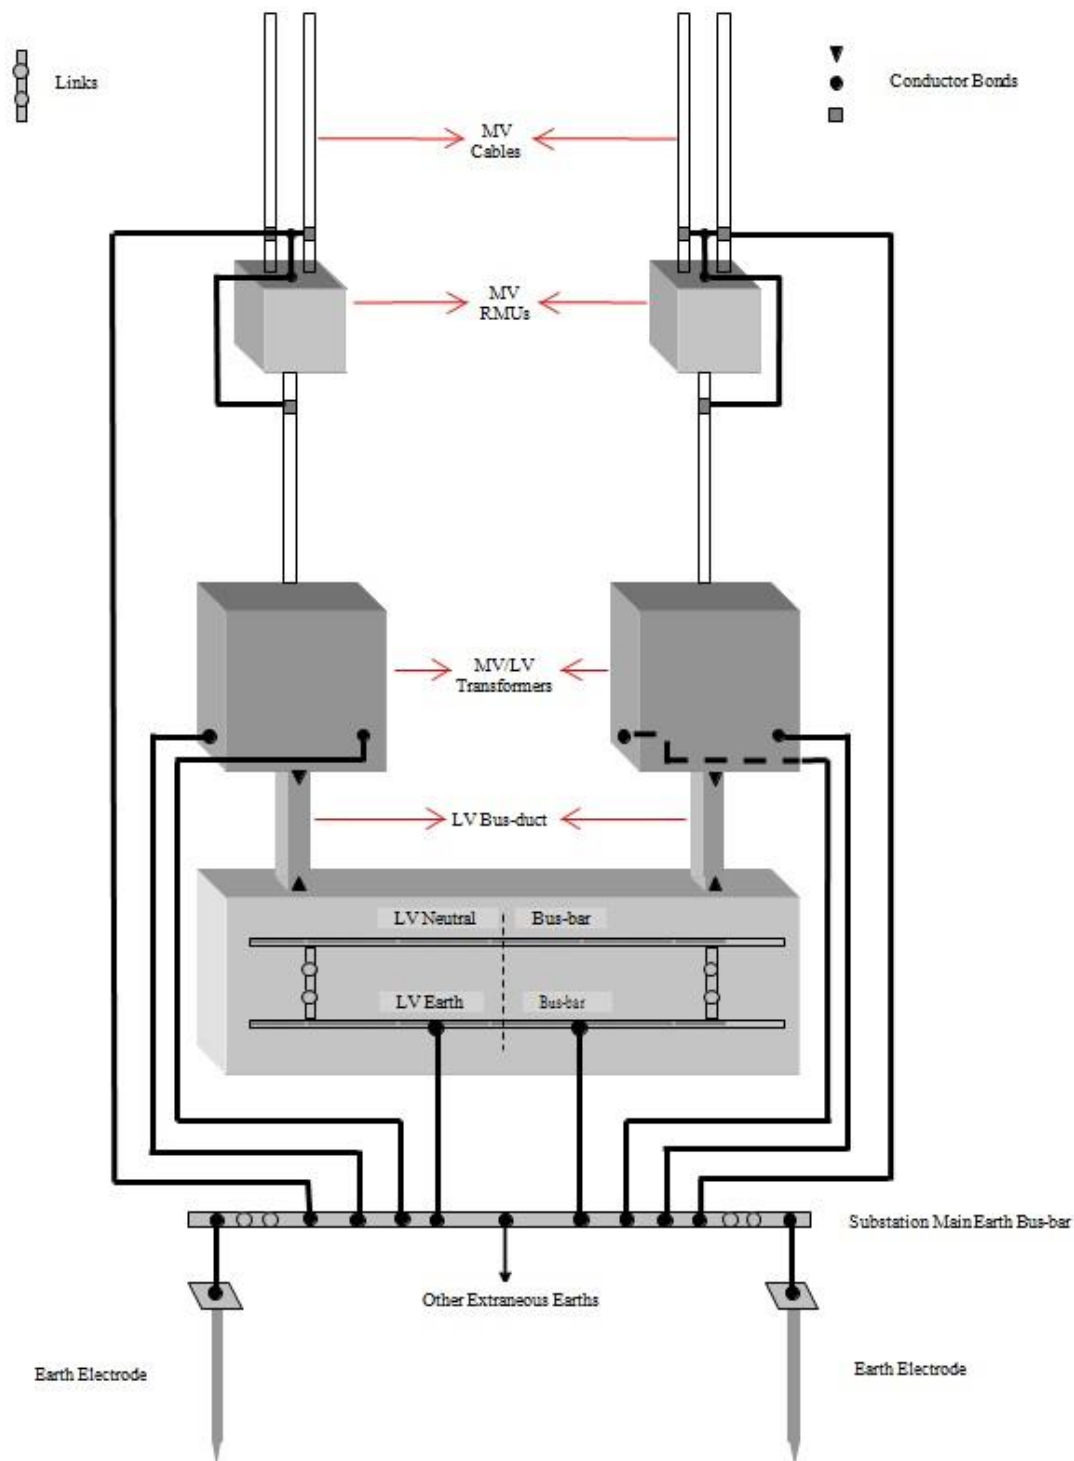 Links
Conductor Bonds
MV
Cables
MV
RMUs
MV/LV
Transformers
LV Bus-duct
LV Neutral
Bus-bar
LV Earth
Bus-bar
Substation Main Earth Bus-bar
Other Extraneous Earths
Earth Electrode
Earth Electrode